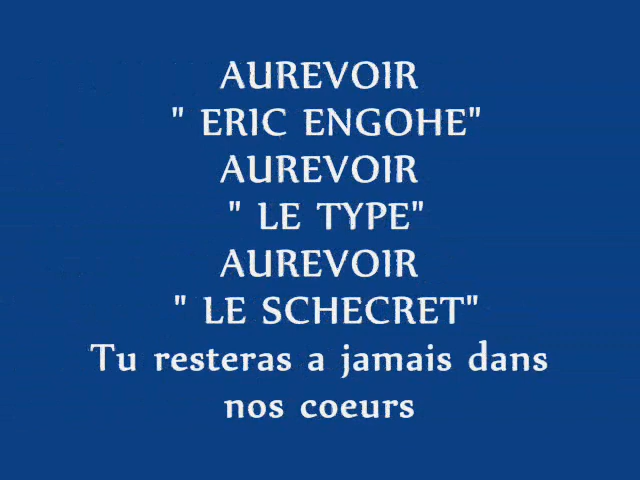 AUREVOIR
" ERIC ENGOHE"
AUREVOIR
" LE TYPE"
AUREVOIR
" LE SCHECRET"
Tu resteras a jamais dans
nos coeurs